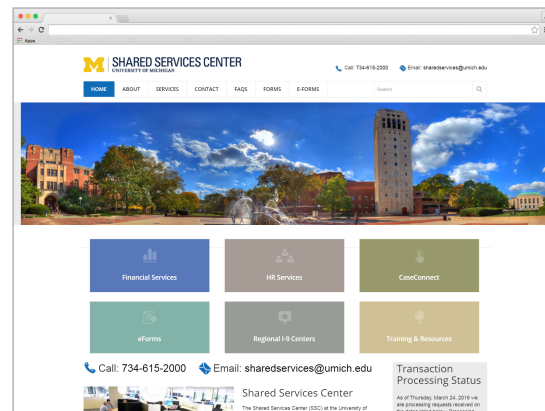 Apps
M SHARED SERVICES CENTER
UNIVERSITY OF MICHIGAN
Call: 734-615-2000 Email: sharedservices@umich.edu
HOME ABOUT SERVICES CONTACT FAQS FORMS E-FORMS Search
Financial Services HR Services CaseConnect
eForms Regional I-9 Centers Training & Resources
Call: 734-615-2000 Email: sharedservices@umich.edu
Transaction
Processing Status
Shared Services Center
The Shared Services Center (SSC) at the University of
As of Thursday, March 24, 2016 we
are processing requests received on